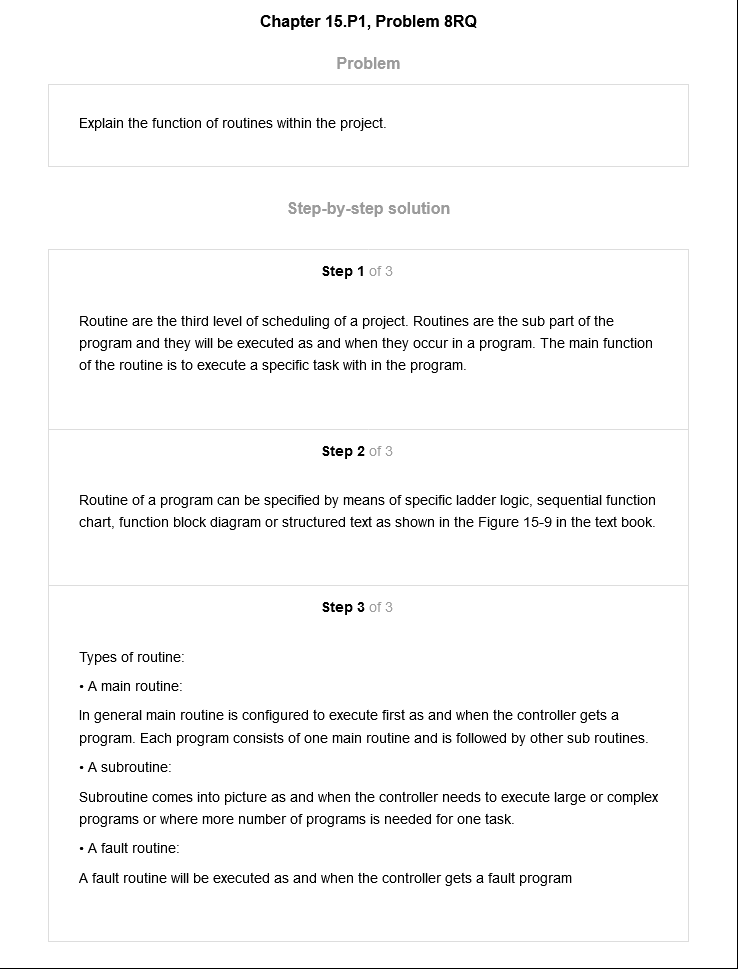 Chapter 15.P1, Problem 8RQ
Problem
Explain the function of routines within the project.
Step-by-step solution
Step 1 of 3
Routine are the third level of scheduling of a project. Routines are the sub part of the
program and they will be executed as and when they occur in a program. The main function
of the routine is to execute a specific task with in the program.
Step 2 of 3
Routine of a program can be specified by means of specific ladder logic, sequential function
chart, function block diagram or structured text as shown in the Figure 15-9 in the text book.
Step 3 of 3
Types of routine:
• A main routine:
In general main routine is configured to execute first as and when the controller gets a
program. Each program consists of one main routine and is followed by other sub routines.
• A subroutine:
Subroutine comes into picture as and when the controller needs to execute large or complex
programs or where more number of programs is needed for one task.
• A fault routine:
A fault routine will be executed as and when the controller gets a fault program